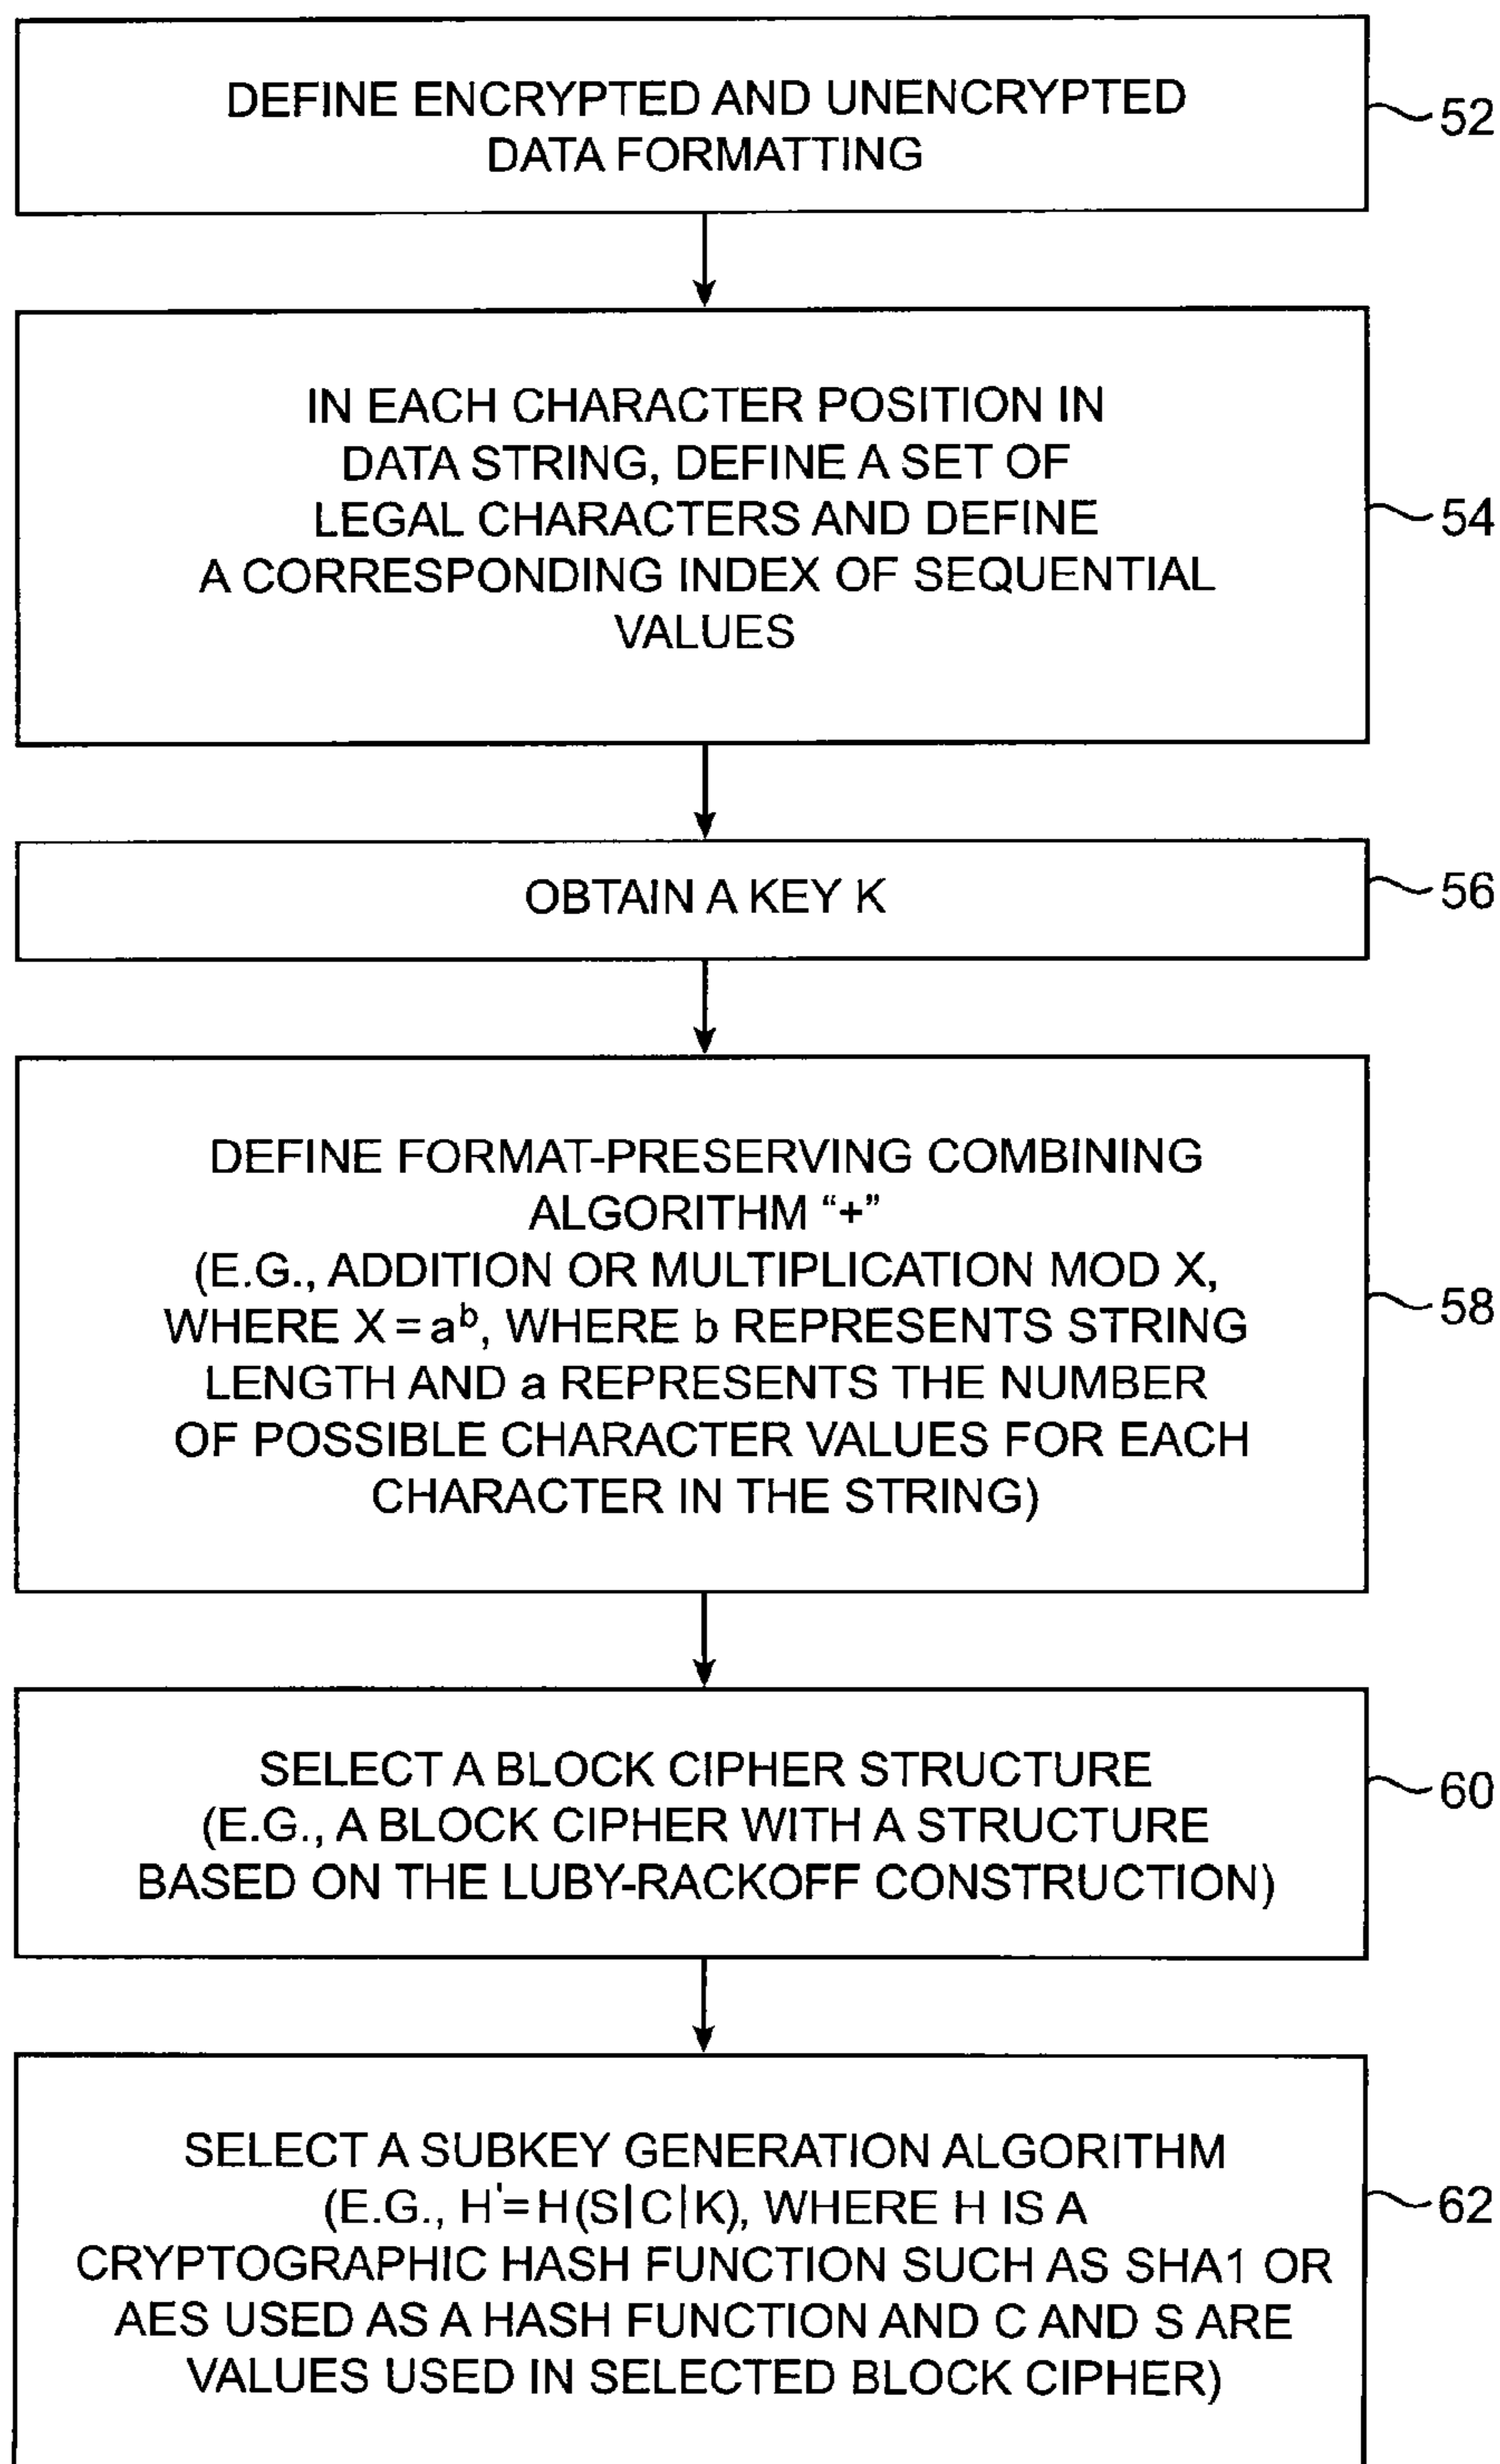 DEFINE ENCRYPTED AND UNENCRYPTED
DATA FORMATTING
52
IN EACH CHARACTER POSITION IN
DATA STRING, DEFINE A SET OF
LEGAL CHARACTERS AND DEFINE
A CORRESPONDING INDEX OF SEQUENTIAL
VALUES
54
OBTAIN A KEY K
56
DEFINE FORMAT-PRESERVING COMBINING
ALGORITHM “+”
(E.G., ADDITION OR MULTIPLICATION MOD X,
WHERE X = aᵇ, WHERE b REPRESENTS STRING
LENGTH AND a REPRESENTS THE NUMBER
OF POSSIBLE CHARACTER VALUES FOR EACH
CHARACTER IN THE STRING)
58
SELECT A BLOCK CIPHER STRUCTURE
(E.G., A BLOCK CIPHER WITH A STRUCTURE
BASED ON THE LUBY-RACKOFF CONSTRUCTION)
60
SELECT A SUBKEY GENERATION ALGORITHM
(E.G., H'=H(S|C|K), WHERE H IS A
CRYPTOGRAPHIC HASH FUNCTION SUCH AS SHA1 OR
AES USED AS A HASH FUNCTION AND C AND S ARE
VALUES USED IN SELECTED BLOCK CIPHER)
62